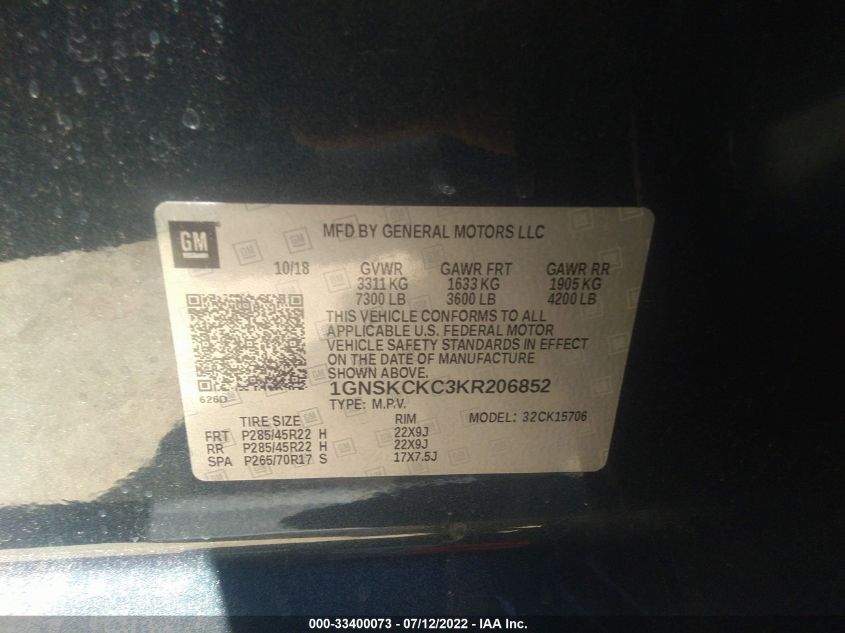 GM
MFD BY GENERAL MOTORS LLC
10/18 GVWR GAWR FRT GAWR RR
3311 KG 1633 KG 1905 KG
7300 LB 3600 LB 4200 LB
THIS VEHICLE CONFORMS TO ALL
APPLICABLE U.S. FEDERAL MOTOR
VEHICLE SAFETY STANDARDS IN EFFECT
ON THE DATE OF MANUFACTURE
SHOWN ABOVE.
626D
1GNSKCKC3KR206852
TYPE: M.P.V.
TIRE SIZE RIM MODEL: 32CK15706
FRT P285/45R22 H 22X9J
RR P285/45R22 H 22X9J
SPA P265/70R17 S 17X7.5J
000-33400073 - 07/12/2022 - IAA Inc.